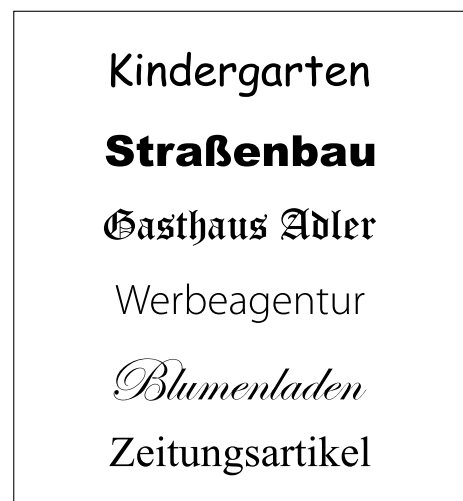 Kindergarten
Straßenbau
Gasthaus Adler
Werbeagentur
Blumenladen
Zeitungsartikel